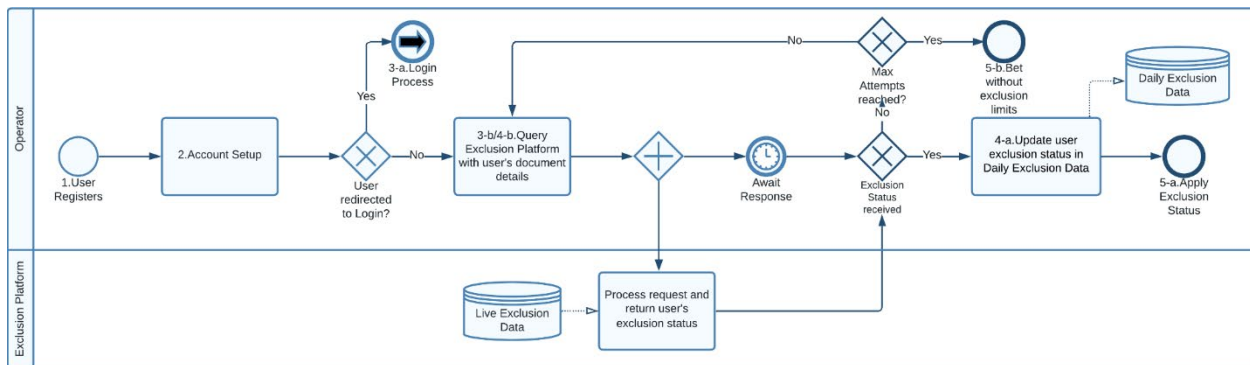 Operator
1.User
Registers
2.Account Setup
3-a.Login
Process
Yes
User
redirected
to Login?
No
3-b/4-b.Query
Exclusion Platform
with user's document
details
No
Await
Response
Max
Attempts
reached?
Yes
5-b.Bet
without
exclusion
limits
No
Exclusion
Status
received
Yes
4-a.Update user
exclusion status in
Daily Exclusion Data
Daily Exclusion
Data
5-a.Apply
Exclusion
Status
Exclusion Platform
Live Exclusion
Data
Process request and
return user's
exclusion status